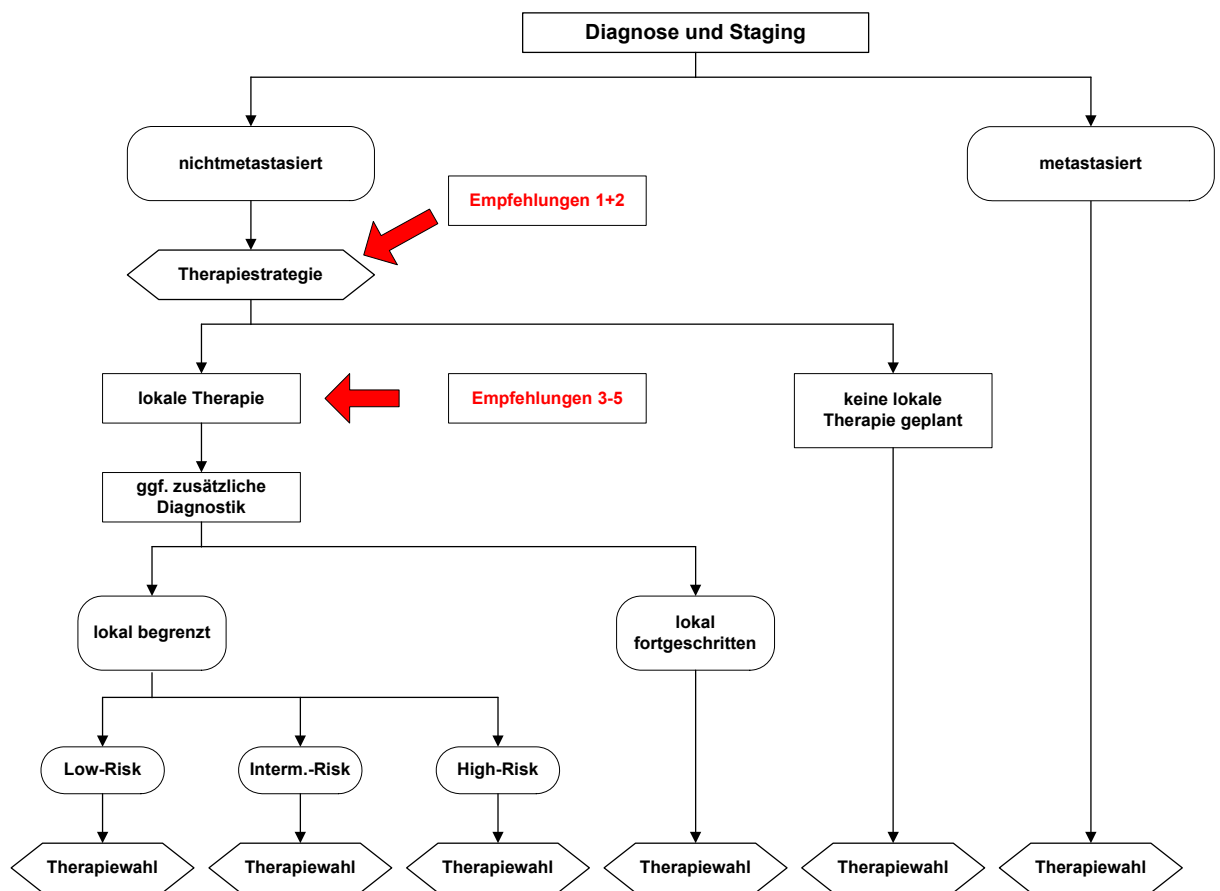 Diagnose und Staging
nichtmetastasiert
metastasiert
Empfehlungen 1+2
Therapiestrategie
lokale Therapie
Empfehlungen 3-5
keine lokale
Therapie geplant
ggf. zusätzliche
Diagnostik
lokal begrenzt
lokal
fortgeschritten
Low-Risk
Interm.-Risk
High-Risk
Therapiewahl
Therapiewahl
Therapiewahl
Therapiewahl
Therapiewahl
Therapiewahl